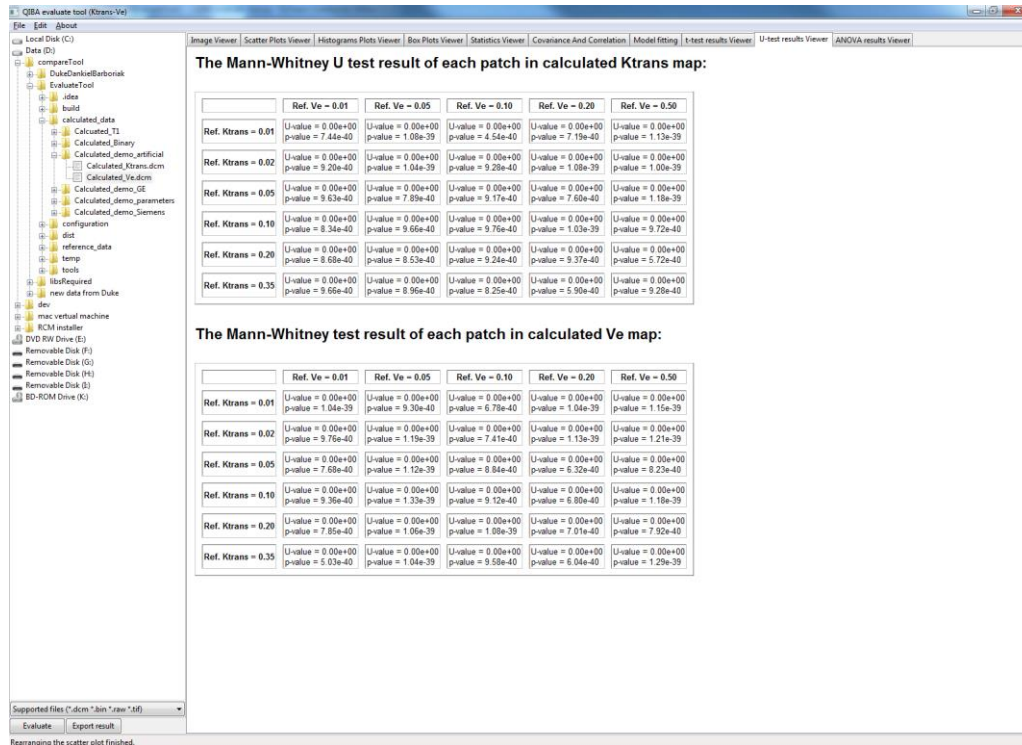 QIBA evaluate tool (Ktrans-Ve)
File Edit About
Local Disk (C:)
Data (D:)
compareTool
DukeDankielBarboriak
EvaluateTool
.idea
build
calculated_data
Calcuated_T1
Calculated_Binary
Calculated_demo_artificial
Calculated_Ktrans.dcm
Calculated_Ve.dcm
Calculated_demo_GE
Calculated_demo_parameters
Calculated_demo_Siemens
configuration
dist
reference_data
temp
tools
libsRequired
new data from Duke
dev
mac vertual machine
RCM installer
DVD RW Drive (E:)
Removable Disk (F:)
Removable Disk (G:)
Removable Disk (H:)
Removable Disk (I:)
BD-ROM Drive (K:)
Supported files (*.dcm *.bin *.raw *.tif)
Evaluate Export result
Rearranging the scatter plot finished.
Image Viewer Scatter Plots Viewer Histograms Plots Viewer Box Plots Viewer Statistics Viewer Covariance And Correlation Model fitting t-test results Viewer U-test results Viewer ANOVA results Viewer
The Mann-Whitney U test result of each patch in calculated Ktrans map:
Ref. Ve = 0.01 Ref. Ve = 0.05 Ref. Ve = 0.10 Ref. Ve = 0.20 Ref. Ve = 0.50
Ref. Ktrans = 0.01
U-value = 0.00e+00 U-value = 0.00e+00 U-value = 0.00e+00 U-value = 0.00e+00 U-value = 0.00e+00
p-value = 7.44e-40 p-value = 1.08e-39 p-value = 4.54e-40 p-value = 7.19e-40 p-value = 1.13e-39
Ref. Ktrans = 0.02
U-value = 0.00e+00 U-value = 0.00e+00 U-value = 0.00e+00 U-value = 0.00e+00 U-value = 0.00e+00
p-value = 9.20e-40 p-value = 1.04e-39 p-value = 9.28e-40 p-value = 1.08e-39 p-value = 1.00e-39
Ref. Ktrans = 0.05
U-value = 0.00e+00 U-value = 0.00e+00 U-value = 0.00e+00 U-value = 0.00e+00 U-value = 0.00e+00
p-value = 9.63e-40 p-value = 7.89e-40 p-value = 9.17e-40 p-value = 7.60e-40 p-value = 1.18e-39
Ref. Ktrans = 0.10
U-value = 0.00e+00 U-value = 0.00e+00 U-value = 0.00e+00 U-value = 0.00e+00 U-value = 0.00e+00
p-value = 8.34e-40 p-value = 9.66e-40 p-value = 9.76e-40 p-value = 1.03e-39 p-value = 9.72e-40
Ref. Ktrans = 0.20
U-value = 0.00e+00 U-value = 0.00e+00 U-value = 0.00e+00 U-value = 0.00e+00 U-value = 0.00e+00
p-value = 8.68e-40 p-value = 8.53e-40 p-value = 9.24e-40 p-value = 9.37e-40 p-value = 5.72e-40
Ref. Ktrans = 0.35
U-value = 0.00e+00 U-value = 0.00e+00 U-value = 0.00e+00 U-value = 0.00e+00 U-value = 0.00e+00
p-value = 9.66e-40 p-value = 8.96e-40 p-value = 8.25e-40 p-value = 5.90e-40 p-value = 9.28e-40
The Mann-Whitney test result of each patch in calculated Ve map:
Ref. Ve = 0.01 Ref. Ve = 0.05 Ref. Ve = 0.10 Ref. Ve = 0.20 Ref. Ve = 0.50
Ref. Ktrans = 0.01
U-value = 0.00e+00 U-value = 0.00e+00 U-value = 0.00e+00 U-value = 0.00e+00 U-value = 0.00e+00
p-value = 1.04e-39 p-value = 9.30e-40 p-value = 6.78e-40 p-value = 1.04e-39 p-value = 1.15e-39
Ref. Ktrans = 0.02
U-value = 0.00e+00 U-value = 0.00e+00 U-value = 0.00e+00 U-value = 0.00e+00 U-value = 0.00e+00
p-value = 9.76e-40 p-value = 1.19e-39 p-value = 7.41e-40 p-value = 1.13e-39 p-value = 1.21e-39
Ref. Ktrans = 0.05
U-value = 0.00e+00 U-value = 0.00e+00 U-value = 0.00e+00 U-value = 0.00e+00 U-value = 0.00e+00
p-value = 7.68e-40 p-value = 1.12e-39 p-value = 8.84e-40 p-value = 6.32e-40 p-value = 8.23e-40
Ref. Ktrans = 0.10
U-value = 0.00e+00 U-value = 0.00e+00 U-value = 0.00e+00 U-value = 0.00e+00 U-value = 0.00e+00
p-value = 9.36e-40 p-value = 1.33e-39 p-value = 9.12e-40 p-value = 6.80e-40 p-value = 1.18e-39
Ref. Ktrans = 0.20
U-value = 0.00e+00 U-value = 0.00e+00 U-value = 0.00e+00 U-value = 0.00e+00 U-value = 0.00e+00
p-value = 7.85e-40 p-value = 1.06e-39 p-value = 1.08e-39 p-value = 7.01e-40 p-value = 7.92e-40
Ref. Ktrans = 0.35
U-value = 0.00e+00 U-value = 0.00e+00 U-value = 0.00e+00 U-value = 0.00e+00 U-value = 0.00e+00
p-value = 5.03e-40 p-value = 1.04e-39 p-value = 9.58e-40 p-value = 6.04e-40 p-value = 1.29e-39